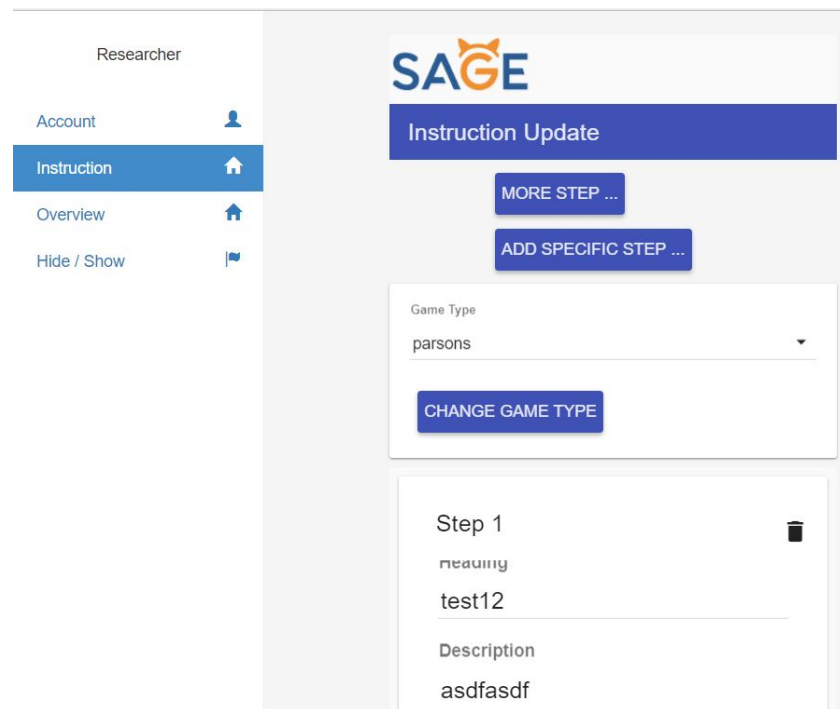 Researcher
Account
Instruction
Overview
Hide / Show
SAGE
Instruction Update
MORE STEP ...
ADD SPECIFIC STEP ...
Game Type
parsons
CHANGE GAME TYPE
Step 1
Heading
test12
Description
asdfasdf